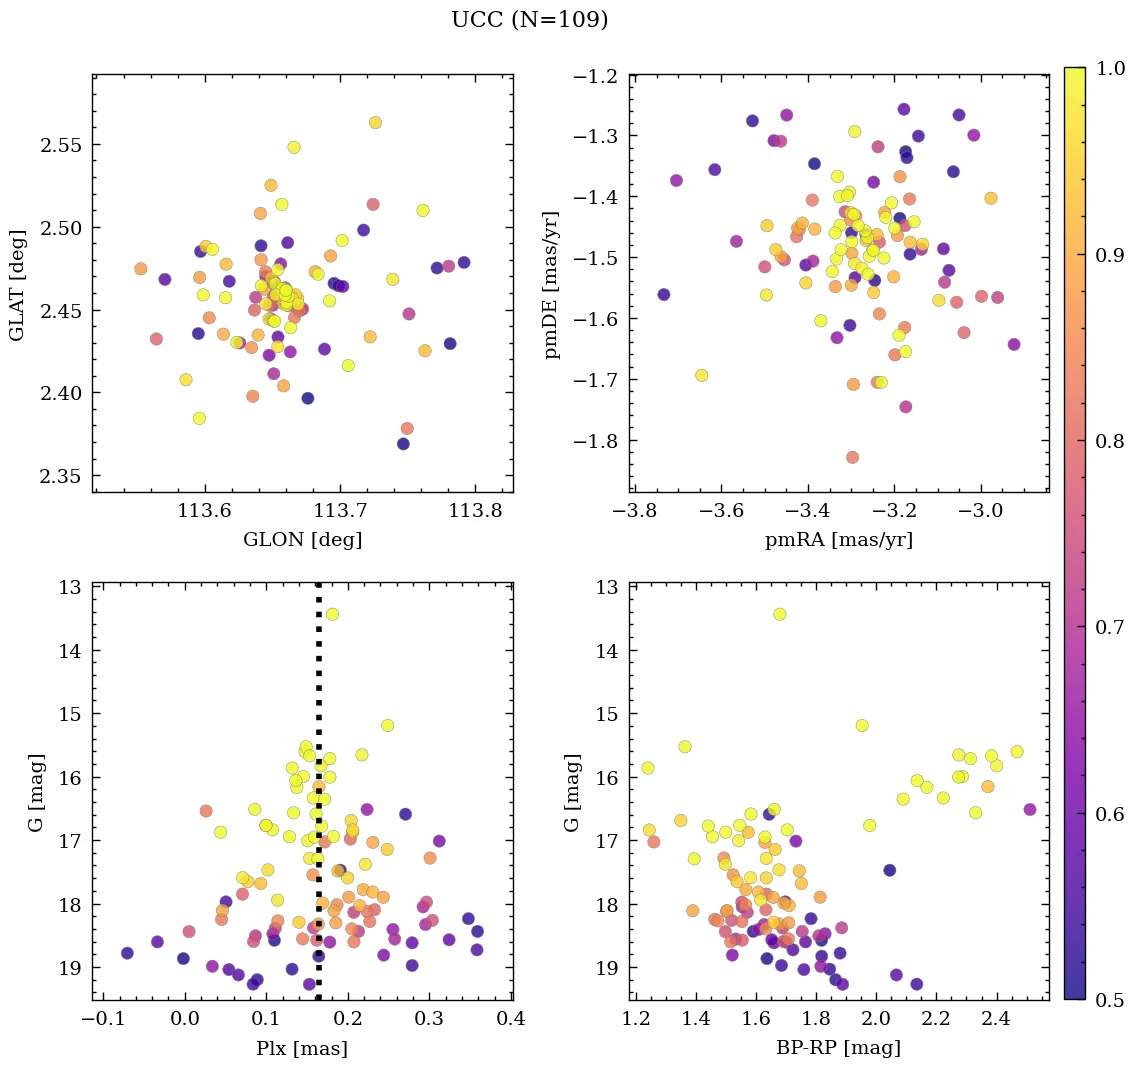 UCC (N=109)
2.55
2.50
2.45
2.40
2.35
GLAT [deg]
113.6 113.7 113.8
GLON [deg]
−1.2
−1.3
−1.4
−1.5
−1.6
−1.7
−1.8
pmDE [mas/yr]
−3.8 −3.6 −3.4 −3.2 −3.0
pmRA [mas/yr]
13
14
15
16
17
18
19
G [mag]
−0.1 0.0 0.1 0.2 0.3 0.4
Plx [mas]
13
14
15
16
17
18
19
G [mag]
1.2 1.4 1.6 1.8 2.0 2.2 2.4
BP-RP [mag]
1.0
0.9
0.8
0.7
0.6
0.5